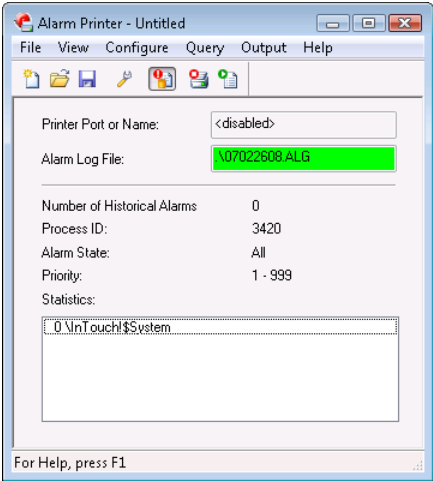 Alarm Printer - Untitled
File View Configure Query Output Help
Printer Port or Name: <disabled>
Alarm Log File: .\07022608.ALG
Number of Historical Alarms 0
Process ID: 3420
Alarm State: All
Priority: 1 - 999
Statistics:
0 \InTouch!$System
For Help, press F1